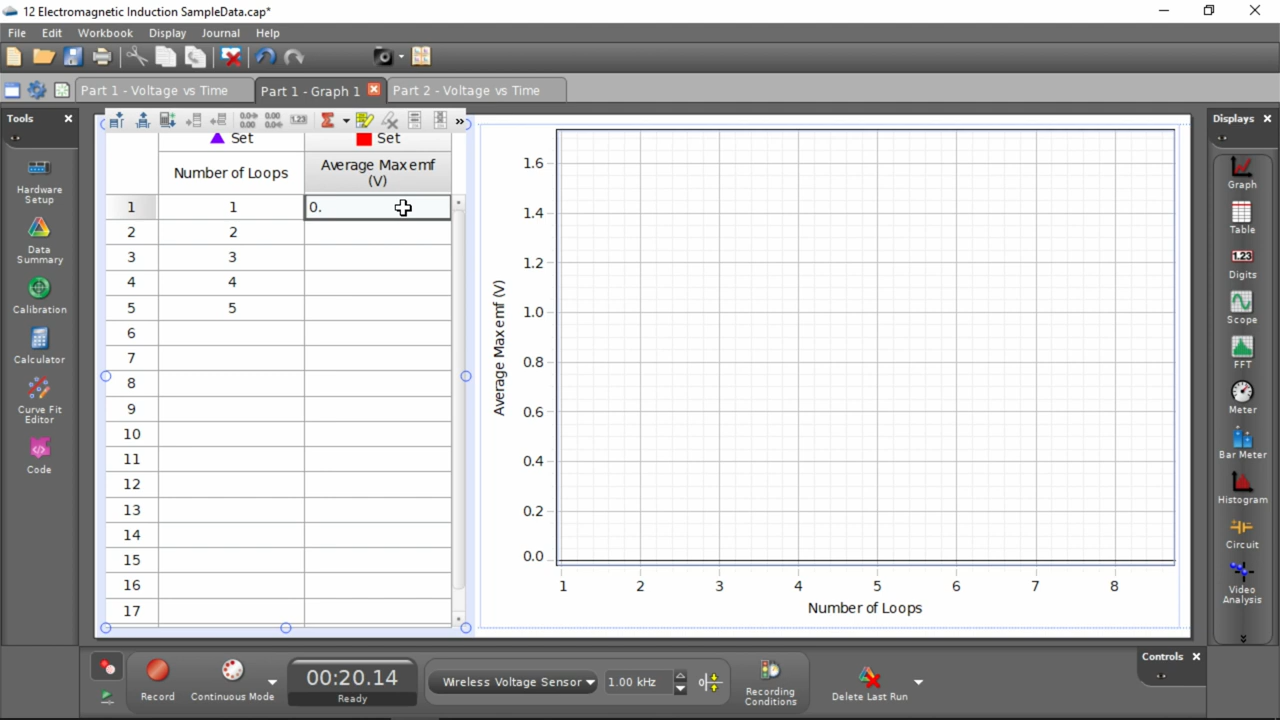 12 Electromagnetic Induction SampleData.cap*
File Edit Workbook Display Journal Help
Part 1 - Voltage vs Time Part 1 - Graph 1 Part 2 - Voltage vs Time
Tools
Hardware
Setup
Data
Summary
Calibration
Calculator
Curve Fit
Editor
Code
Set Set
Number of Loops Average Max emf
(V)
1 1 0.
2 2
3 3
4 4
5 5
6
7
8
9
10
11
12
13
14
15
16
17
Average Max emf (V)
1.6
1.4
1.2
1.0
0.8
0.6
0.4
0.2
0.0
1 2 3 4 5 6 7 8
Number of Loops
Displays
Graph
Table
1.23
Digits
Scope
FFT
Meter
Bar Meter
Histogram
Circuit
Video
Analysis
Record
Continuous Mode
00:20.14
Ready
Wireless Voltage Sensor 1.00 kHz
Recording
Conditions
Delete Last Run
Controls